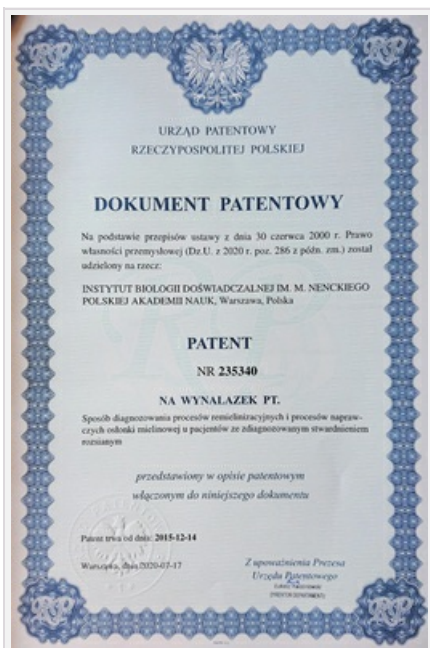 URZĄD PATENTOWY
RZECZYPOSPOLITEJ POLSKIEJ
DOKUMENT PATENTOWY
Na podstawie przepisów ustawy z dnia 30 czerwca 2000 r. Prawo
własności przemysłowej (Dz.U. z 2020 r. poz. 286 z późn. zm.) został
udzielony na rzecz:
INSTYTUT BIOLOGII DOŚWIADCZALNEJ IM. M. NENCKIEGO
POLSKIEJ AKADEMII NAUK, Warszawa, Polska
PATENT
NR 235340
NA WYNALAZEK PT.
Sposób diagnozowania procesów remielinizacyjnych i procesów napraw-
czych osłonki mielinowej u pacjentów ze zdiagnozowanym stwardnieniem
rozsianym
przedstawiony w opisie patentowym
włączonym do niniejszego dokumentu
Patent trwa od dnia: 2015-12-14
Warszawa, dnia 2020-07-17
Z upoważnienia Prezesa
Urzędu Patentowego